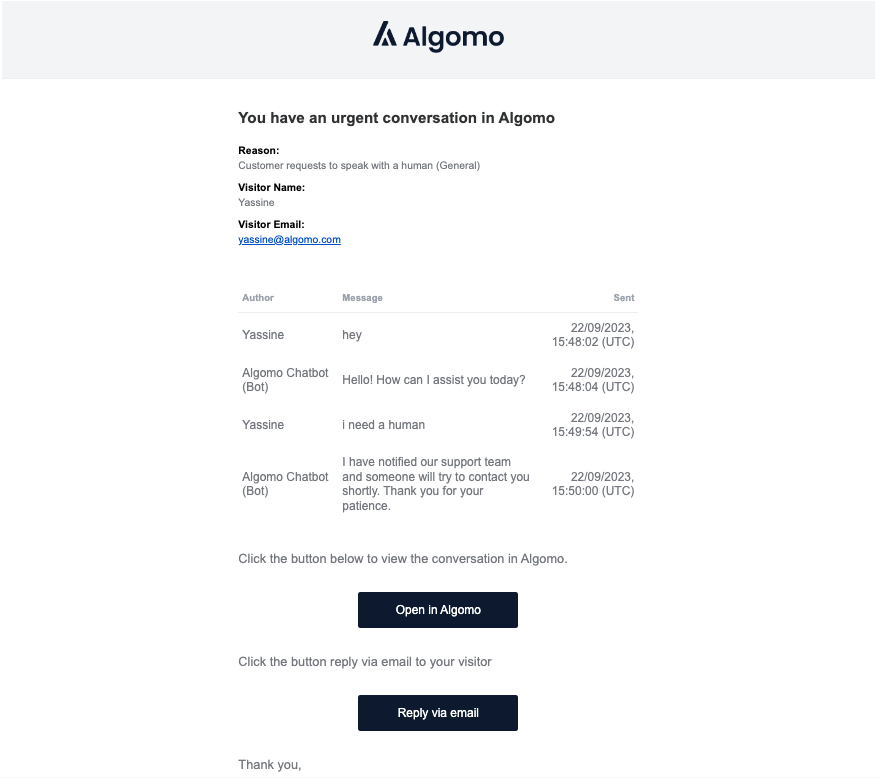 Algomo
You have an urgent conversation in Algomo
Reason:
Customer requests to speak with a human (General)
Visitor Name:
Yassine
Visitor Email:
yassine@algomo.com
Author Message Sent
Yassine hey 22/09/2023,
15:48:02 (UTC)
Algomo Chatbot
(Bot)
Hello! How can I assist you today?
22/09/2023,
15:48:04 (UTC)
Yassine i need a human 22/09/2023,
15:49:54 (UTC)
Algomo Chatbot
(Bot)
I have notified our support team
and someone will try to contact you
shortly. Thank you for your
patience.
22/09/2023,
15:50:00 (UTC)
Click the button below to view the conversation in Algomo.
Open in Algomo
Click the button reply via email to your visitor
Reply via email
Thank you,